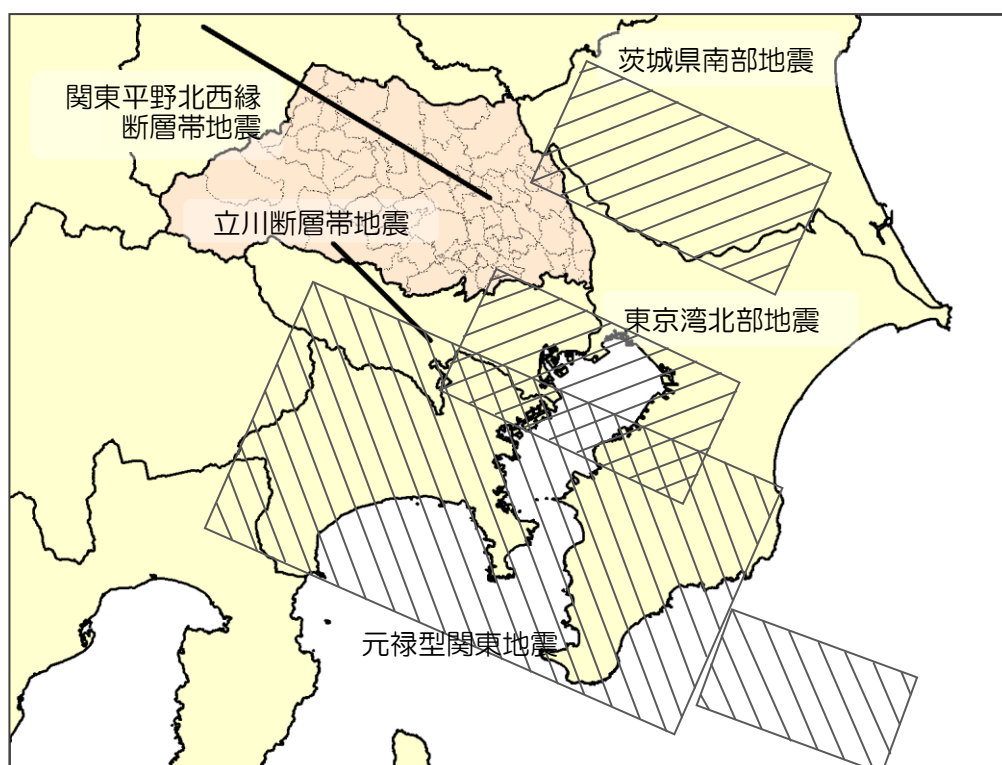 茨城県南部地震
関東平野北西縁
断層帯地震
立川断層帯地震
東京湾北部地震
元禄型関東地震